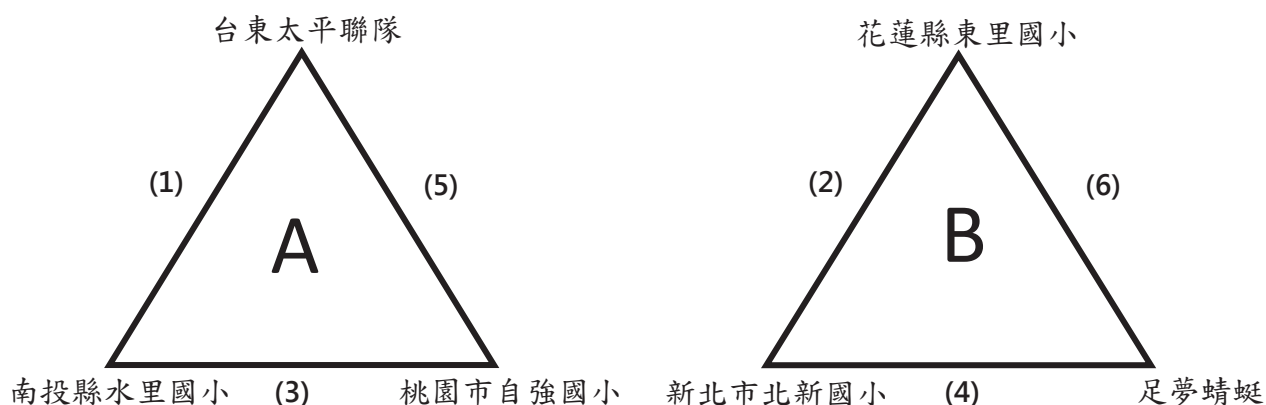 台東太平聯隊
花蓮縣東里國小
(1)
(5)
(2)
(6)
A
B
南投縣水里國小
(3)
桃園市自強國小
新北市北新國小
(4)
足夢蜻蜓